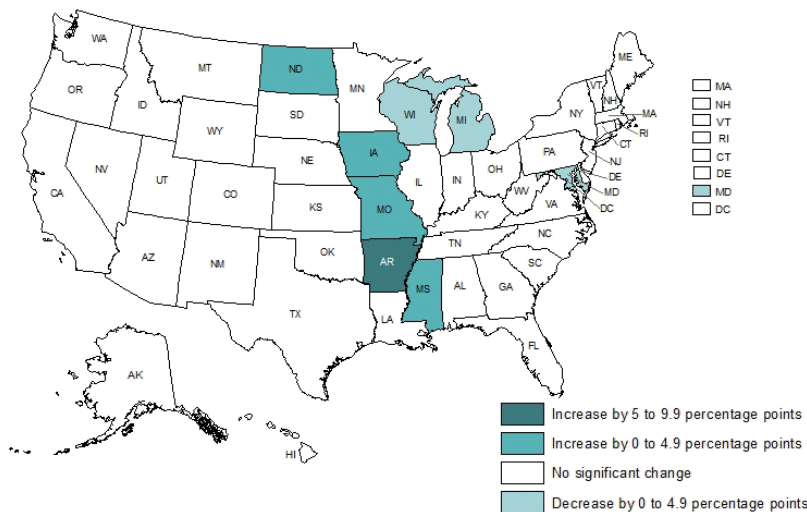 WA
MT
ND
MN
ME
OR
ID
WY
SD
WI
MI
VT
NH
NY
MA
RI
CT
NV
UT
CO
NE
IA
IL
IN
OH
PA
NJ
DE
MD
DC
CA
KS
MO
KY
WV
VA
AZ
NM
OK
AR
TN
NC
SC
TX
LA
MS
AL
GA
FL
AK
HI
MA
NH
VT
RI
CT
DE
MD
DC
Increase by 5 to 9.9 percentage points
Increase by 0 to 4.9 percentage points
No significant change
Decrease by 0 to 4.9 percentage points